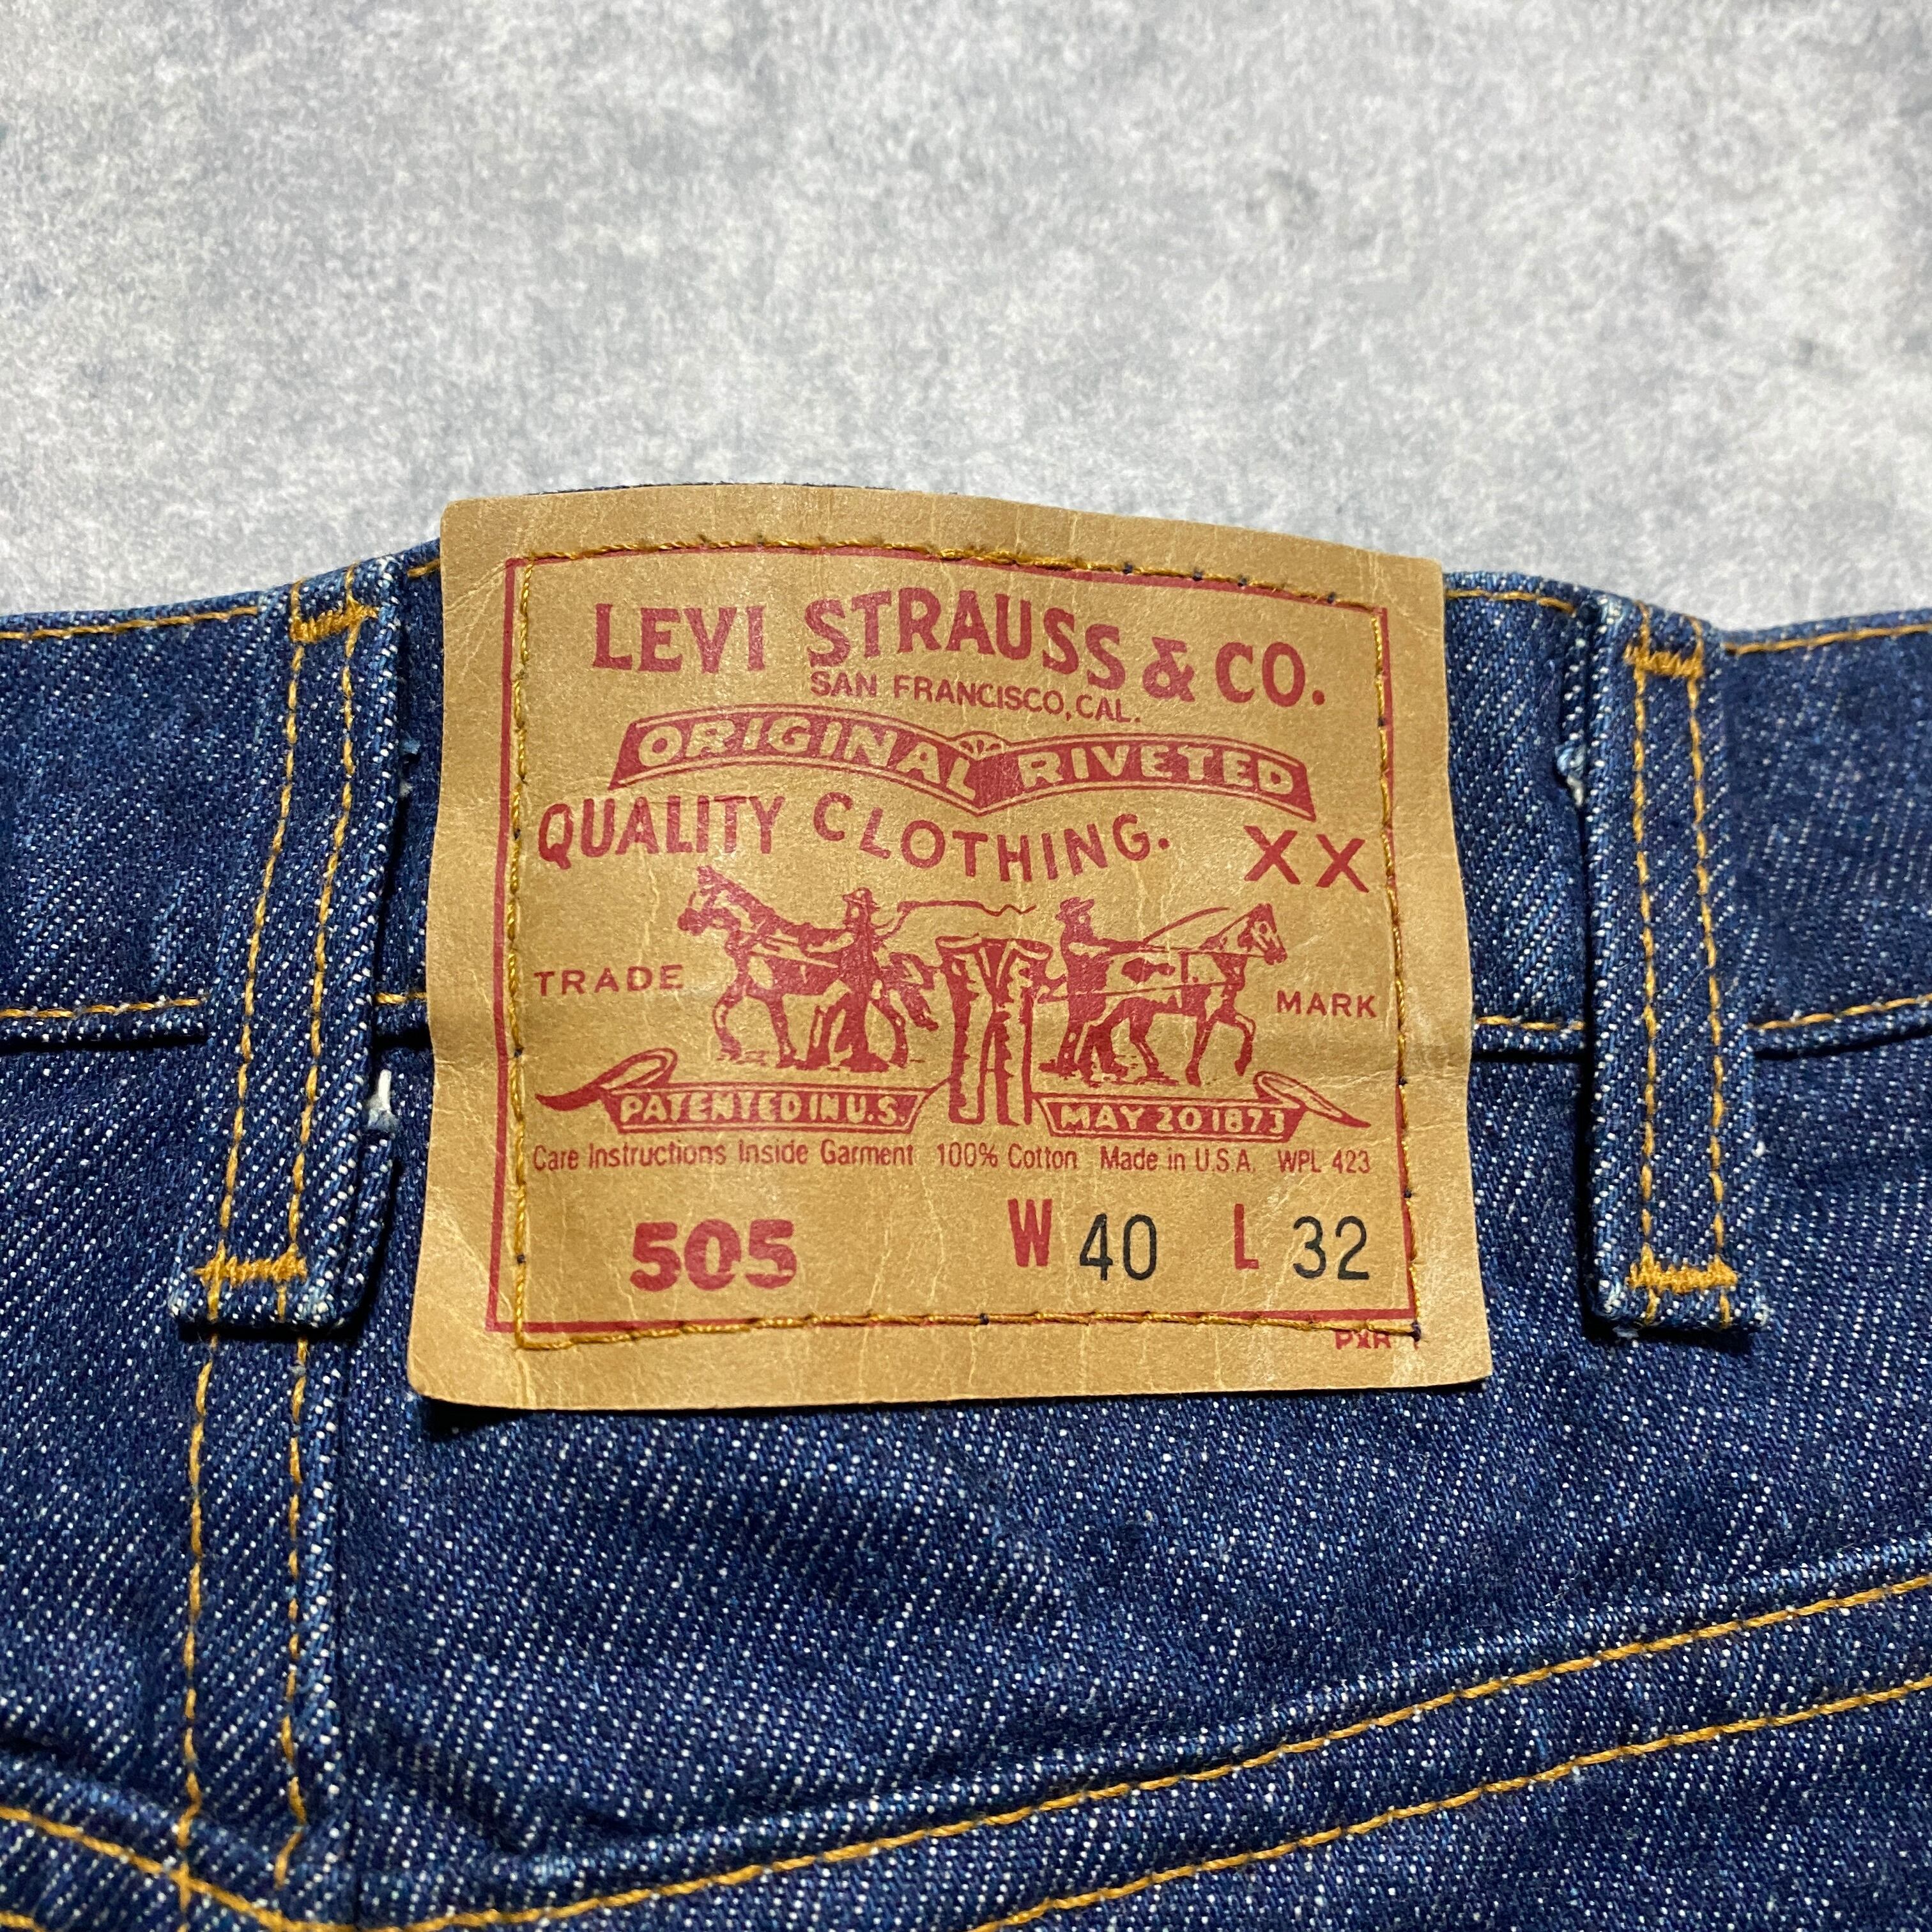 LEVI STRAUSS & CO.
SAN FRANCISCO, CAL.
ORIGINAL RIVETED
QUALITY CLOTHING. XX
TRADE MARK
PATENTED IN U.S. MAY 20 1873
Care Instructions Inside Garment 100% Cotton Made in U.S.A. WPL 423
505 W 40 L 32